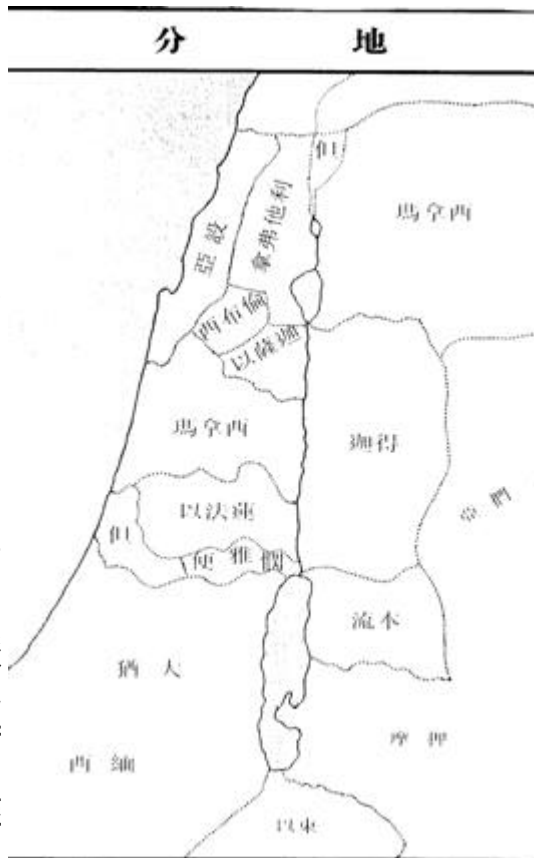 分 地
但
瑪拿西
拿弗他利
亞設
西布倫
以薩迦
瑪拿西
迦得
亞們
以法蓮
但
便雅憫
流本
猶大
摩押
西緬
以東